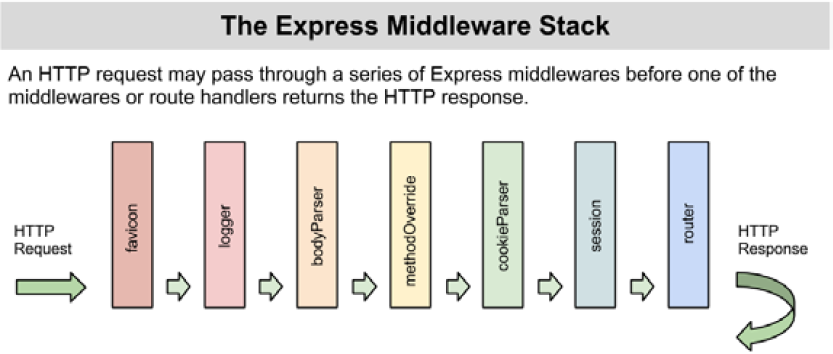 The Express Middleware Stack
An HTTP request may pass through a series of Express middlewares before one of the
middlewares or route handlers returns the HTTP response.
HTTP
Request
favicon
logger
bodyParser
methodOverride
cookieParser
session
router
HTTP
Response